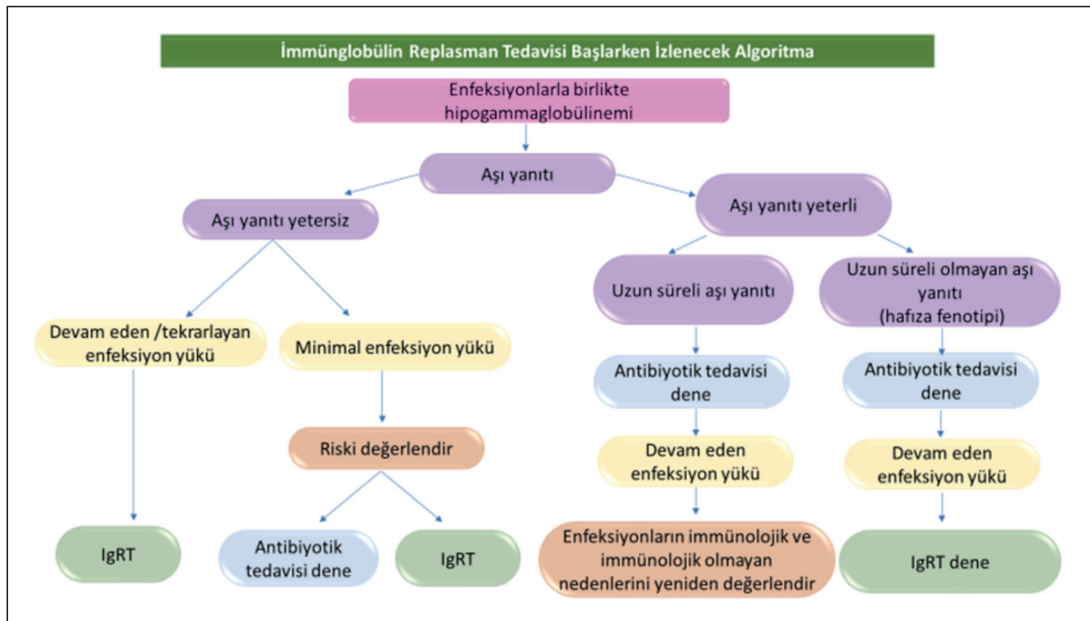 İmmünglobülin Replasman Tedavisi Başlarken İzlenecek Algoritma
Enfeksiyonlarla birlikte
hipogammaglobülinemi
Aşı yanıtı
Aşı yanıtı yetersiz
Aşı yanıtı yeterli
Devam eden /tekrarlayan
enfeksiyon yükü
Minimal enfeksiyon yükü
Riski değerlendir
IgRT
Antibiyotik
tedavisi dene
IgRT
Uzun süreli aşı yanıtı
Antibiyotik tedavisi
dene
Devam eden
enfeksiyon yükü
Enfeksiyonların immünolojik ve
immünolojik olmayan
nedenlerini yeniden değerlendir
Uzun süreli olmayan aşı
yanıtı
(hafıza fenotipi)
Antibiyotik tedavisi
dene
Devam eden
enfeksiyon yükü
IgRT dene